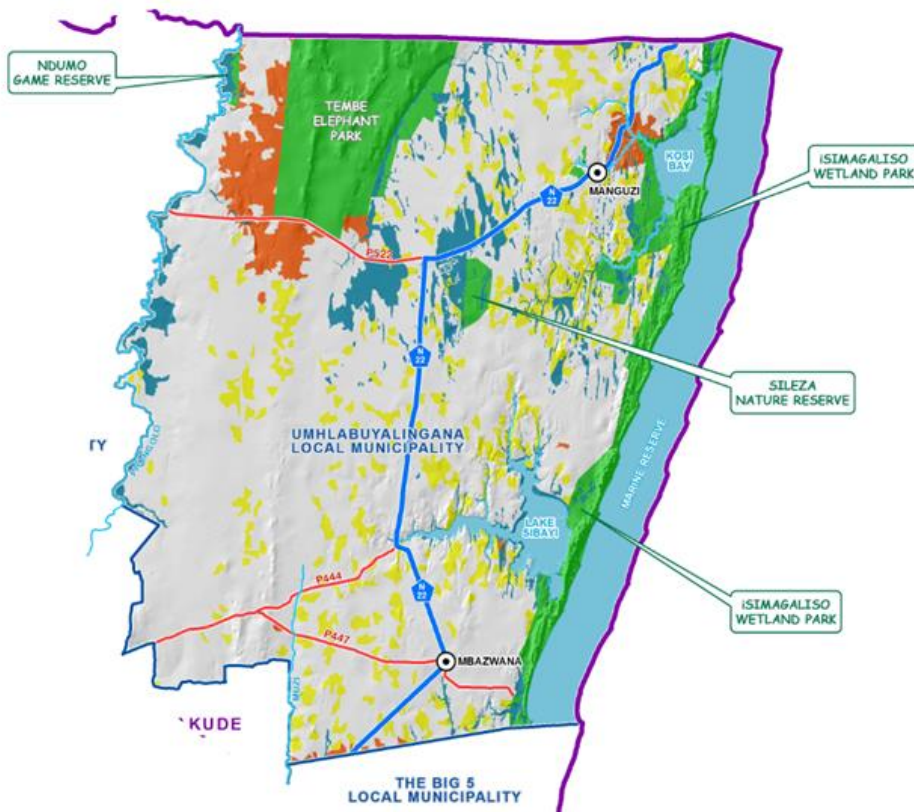 NDUMO
GAME RESERVE
TEMBE
ELEPHANT
PARK
KOSI
BAY
iSIMAGALISO
WETLAND PARK
MANGUZI
N
22
P522
N
22
SILEZA
NATURE RESERVE
UMHLABUYALINGANA
LOCAL MUNICIPALITY
TY
MARINE RESERVE
LAKE
SIBAYI
P444
N
22
iSIMAGALISO
WETLAND PARK
P447
MBAZWANA
MUZI
KUDE
THE BIG 5
LOCAL MUNICIPALITY